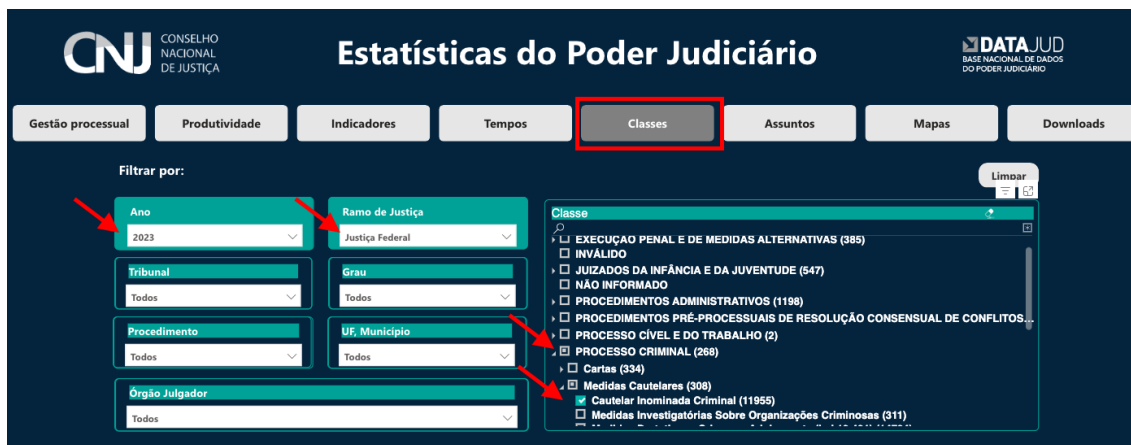 CNJ CONSELHO NACIONAL DE JUSTIÇA
Estatísticas do Poder Judiciário
DATAJUD
BASE NACIONAL DE DADOS
DO PODER JUDICIÁRIO
Gestão processual Produtividade Indicadores Tempos Classes Assuntos Mapas Downloads
Filtrar por:
Limpar
Ano
2023
Ramo de Justiça
Justiça Federal
Tribunal
Todos
Grau
Todos
Procedimento
Todos
UF, Município
Todos
Órgão Julgador
Todos
Classe
EXECUÇÃO PENAL E DE MEDIDAS ALTERNATIVAS (385)
INVÁLIDO
JUIZADOS DA INFÂNCIA E DA JUVENTUDE (547)
NÃO INFORMADO
PROCEDIMENTOS ADMINISTRATIVOS (1198)
PROCEDIMENTOS PRÉ-PROCESSUAIS DE RESOLUÇÃO CONSENSUAL DE CONFLITOS...
PROCESSO CÍVEL E DO TRABALHO (2)
PROCESSO CRIMINAL (268)
Cartas (334)
Medidas Cautelares (308)
Cautelar Inominada Criminal (11955)
Medidas Investigatórias Sobre Organizações Criminosas (311)